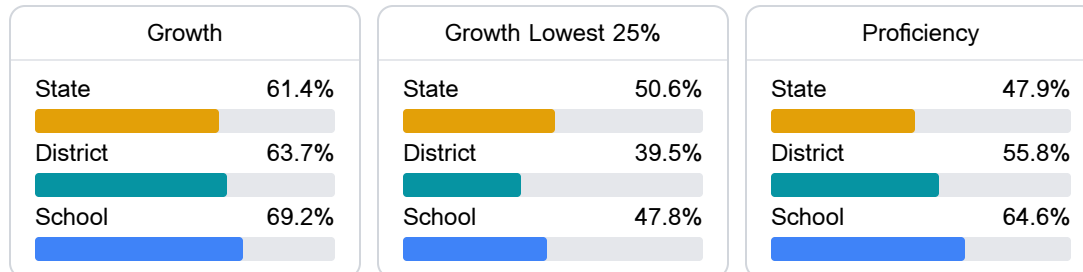 Growth
State 61.4%
District 63.7%
School 69.2%
Growth Lowest 25%
State 50.6%
District 39.5%
School 47.8%
Proficiency
State 47.9%
District 55.8%
School 64.6%